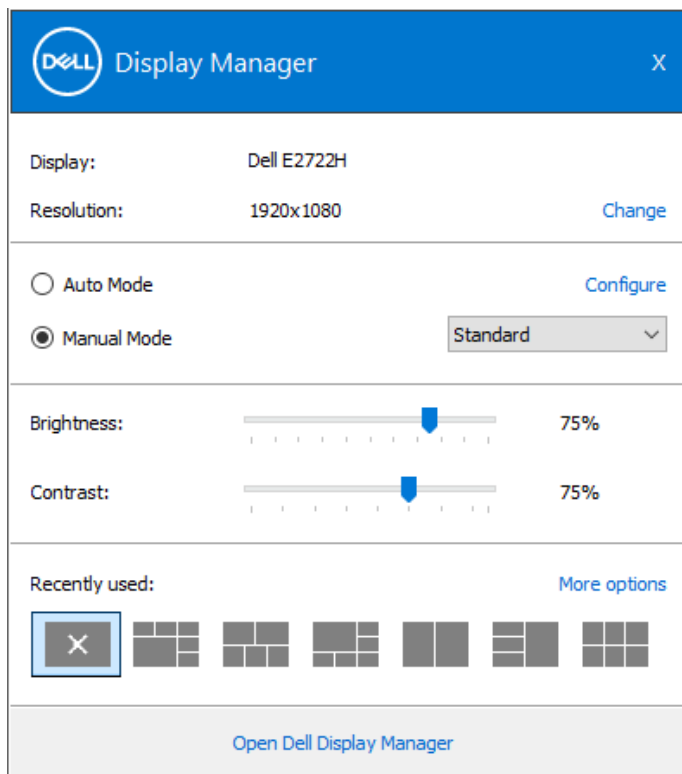 DELL Display Manager X
Display: Dell E2722H
Resolution: 1920x1080 Change
Auto Mode Configure
Manual Mode Standard
Brightness: 75%
Contrast: 75%
Recently used: More options
Open Dell Display Manager